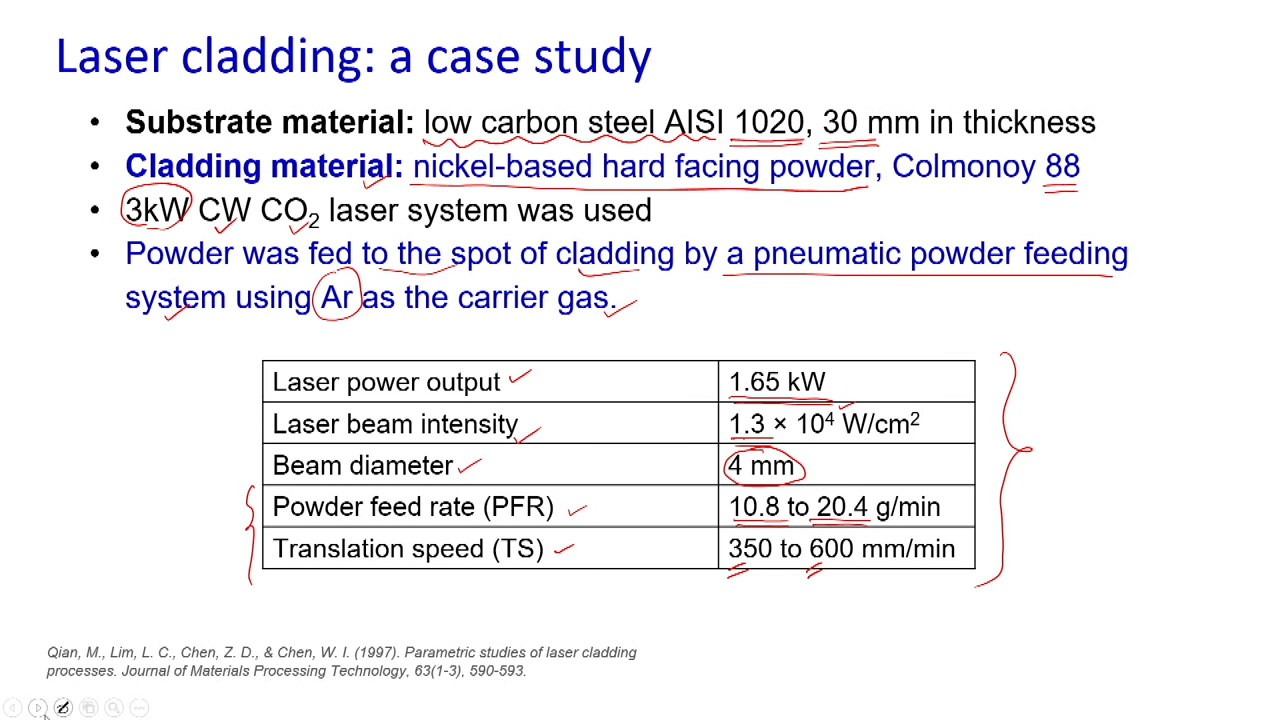 Laser cladding: a case study
• Substrate material: low carbon steel AISI 1020, 30 mm in thickness
• Cladding material: nickel-based hard facing powder, Colmonoy 88
• 3kW CW CO₂ laser system was used
• Powder was fed to the spot of cladding by a pneumatic powder feeding
system using Ar as the carrier gas.
Laser power output 1.65 kW
Laser beam intensity 1.3 × 10⁴ W/cm²
Beam diameter 4 mm
Powder feed rate (PFR) 10.8 to 20.4 g/min
Translation speed (TS) 350 to 600 mm/min
Qian, M., Lim, L. C., Chen, Z. D., & Chen, W. I. (1997). Parametric studies of laser cladding
processes. Journal of Materials Processing Technology, 63(1-3), 590-593.